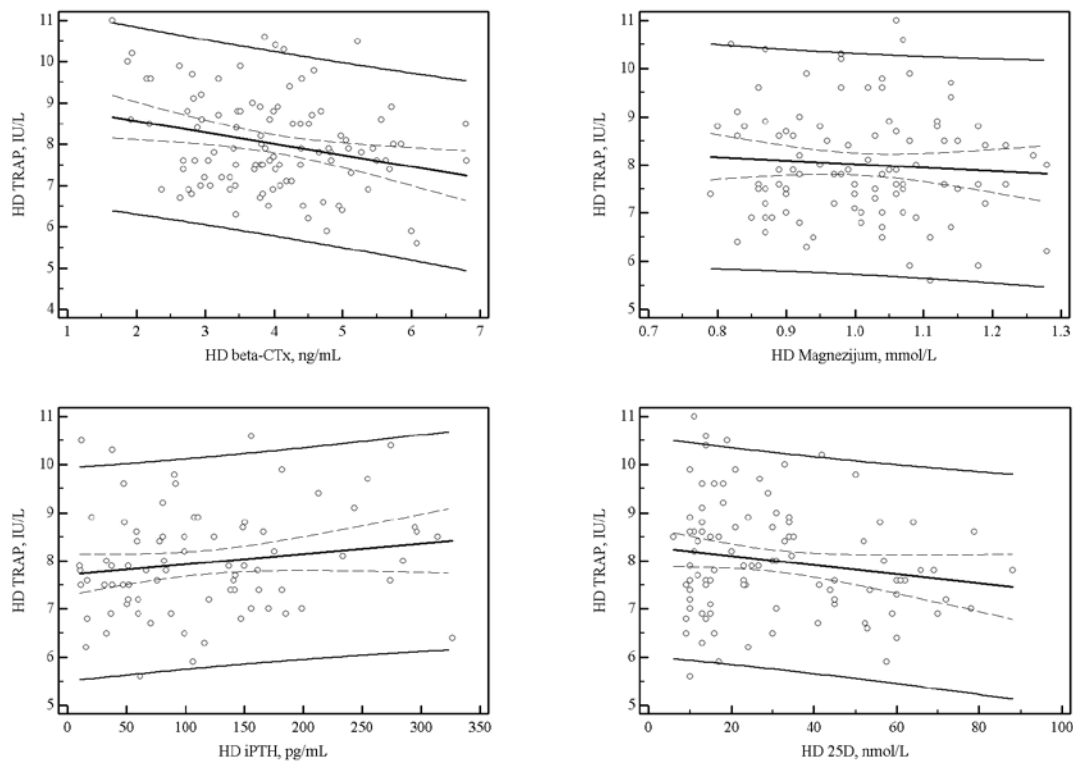 HD TRAP, IU/L
11
10
9
8
7
6
5
4
1 2 3 4 5 6 7
HD beta-CTx, ng/mL
HD TRAP, IU/L
11
10
9
8
7
6
5
0.7 0.8 0.9 1.0 1.1 1.2 1.3
HD Magnezijum, mmol/L
HD TRAP, IU/L
11
10
9
8
7
6
5
0 50 100 150 200 250 300 350
HD iPTH, pg/mL
HD TRAP, IU/L
11
10
9
8
7
6
5
0 20 40 60 80 100
HD 25D, nmol/L